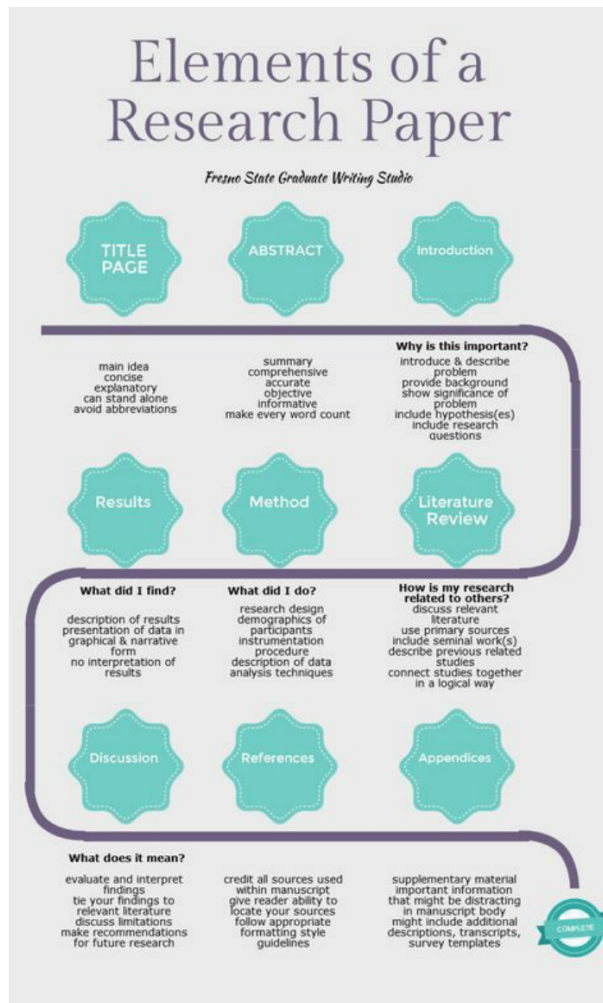 Elements of a
Research Paper
Fresno State Graduate Writing Studio
TITLE
PAGE
main idea
concise
explanatory
can stand alone
avoid abbreviations
ABSTRACT
summary
comprehensive
accurate
objective
informative
make every word count
Introduction
Why is this important?
introduce & describe
problem
provide background
show significance of
problem
include hypothesis(es)
include research
questions
Literature
Review
How is my research
related to others?
discuss relevant
literature
use primary sources
include seminal work(s)
describe previous related
studies
connect studies together
in a logical way
Method
What did I do?
research design
demographics of
participants
instrumentation
procedure
description of data
analysis techniques
Results
What did I find?
description of results
presentation of data in
graphical & narrative
form
no interpretation of
results
Discussion
What does it mean?
evaluate and interpret
findings
tie your findings to
relevant literature
discuss limitations
make recommendations
for future research
References
credit all sources used
within manuscript
give reader ability to
locate your sources
follow appropriate
formatting style
guidelines
Appendices
supplementary material
important information
that might be distracting
in manuscript body
might include additional
descriptions, transcripts,
survey templates
COMPLETE